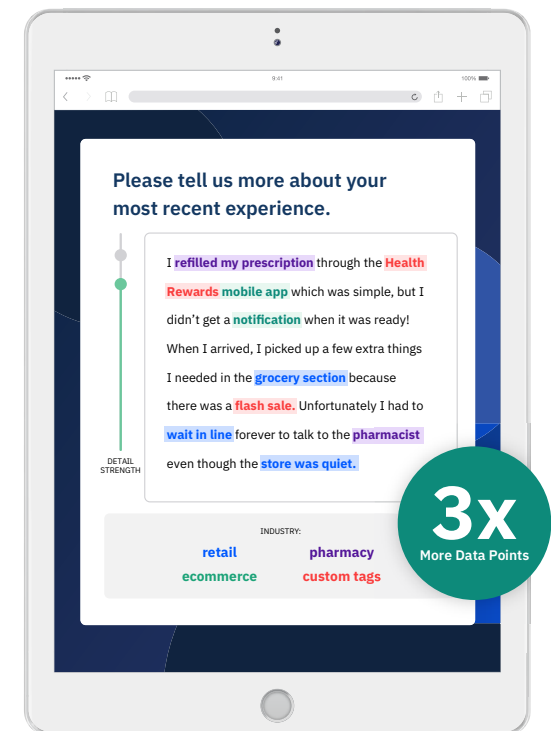 9:41
100%
Please tell us more about your
most recent experience.
I refilled my prescription through the Health
Rewards mobile app which was simple, but I
didn't get a notification when it was ready!
When I arrived, I picked up a few extra things
I needed in the grocery section because
there was a flash sale. Unfortunately I had to
wait in line forever to talk to the pharmacist
even though the store was quiet.
DETAIL
STRENGTH
3x
More Data Points
INDUSTRY:
retail pharmacy
ecommerce custom tags